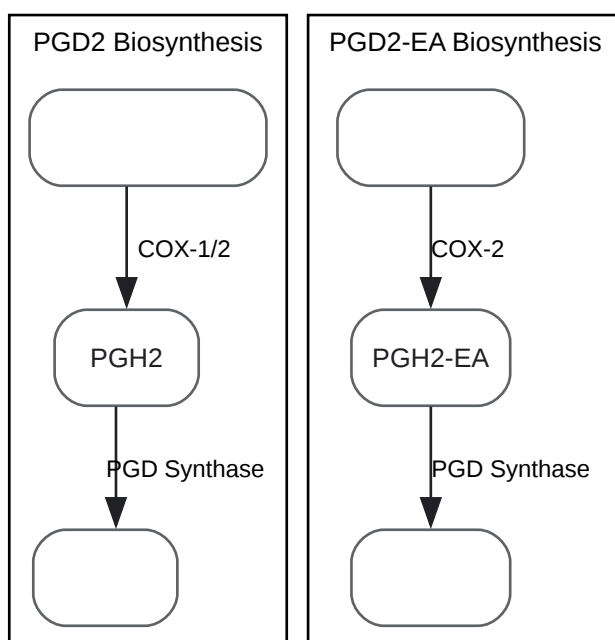 PGD2 Biosynthesis
COX-1/2
PGH2
PGD Synthase
PGD2-EA Biosynthesis
COX-2
PGH2-EA
PGD Synthase